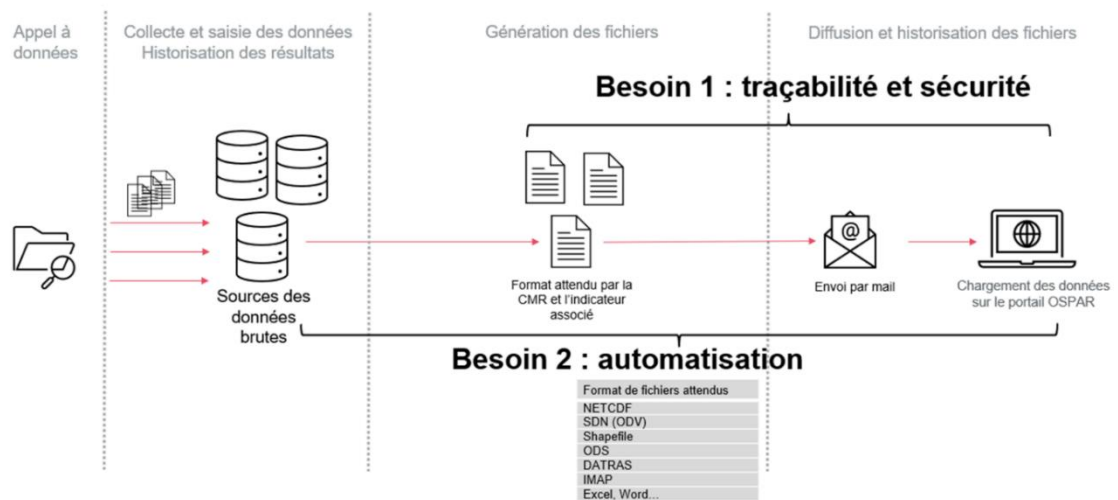 Appel à
données
Collecte et saisie des données
Historisation des résultats
Génération des fichiers
Diffusion et historisation des fichiers
Besoin 1 : traçabilité et sécurité
@
Sources des
données
brutes
Format attendu par la
CMR et l'indicateur
associé
Envoi par mail
Chargement des données
sur le portail OSPAR
Besoin 2 : automatisation
Format de fichiers attendus
NETCDF
SDN (ODV)
Shapefile
ODS
DATRAS
IMAP
Excel, Word...